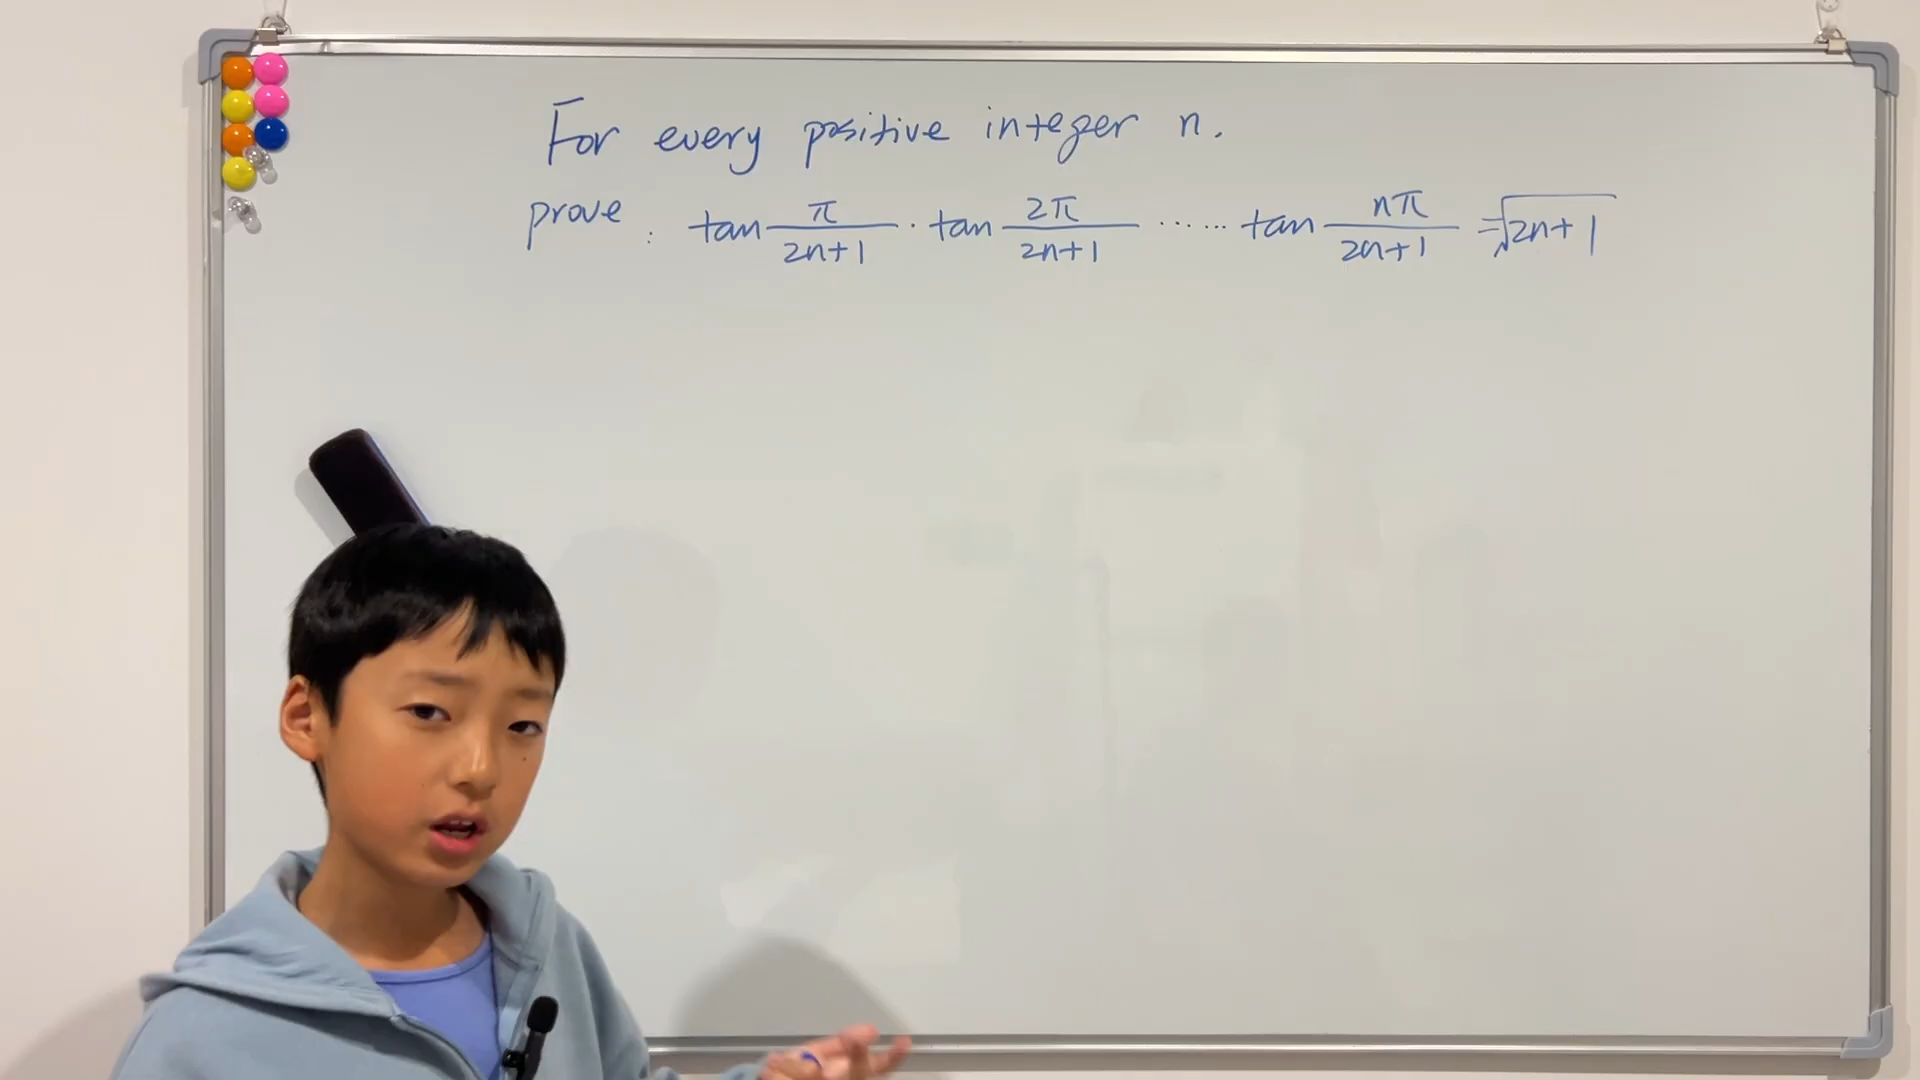 For every positive integer n.
prove : tan π/2n+1 · tan 2π/2n+1 ...... tan nπ/2n+1 = √2n+1